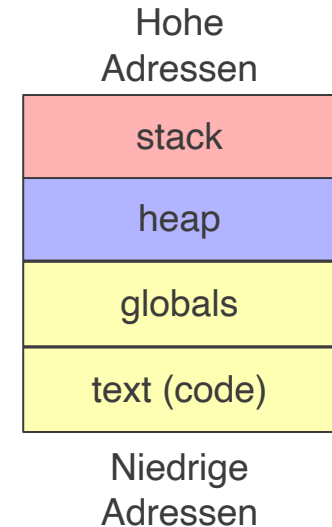 Hohe
Adressen
stack
heap
globals
text (code)
Niedrige
Adressen